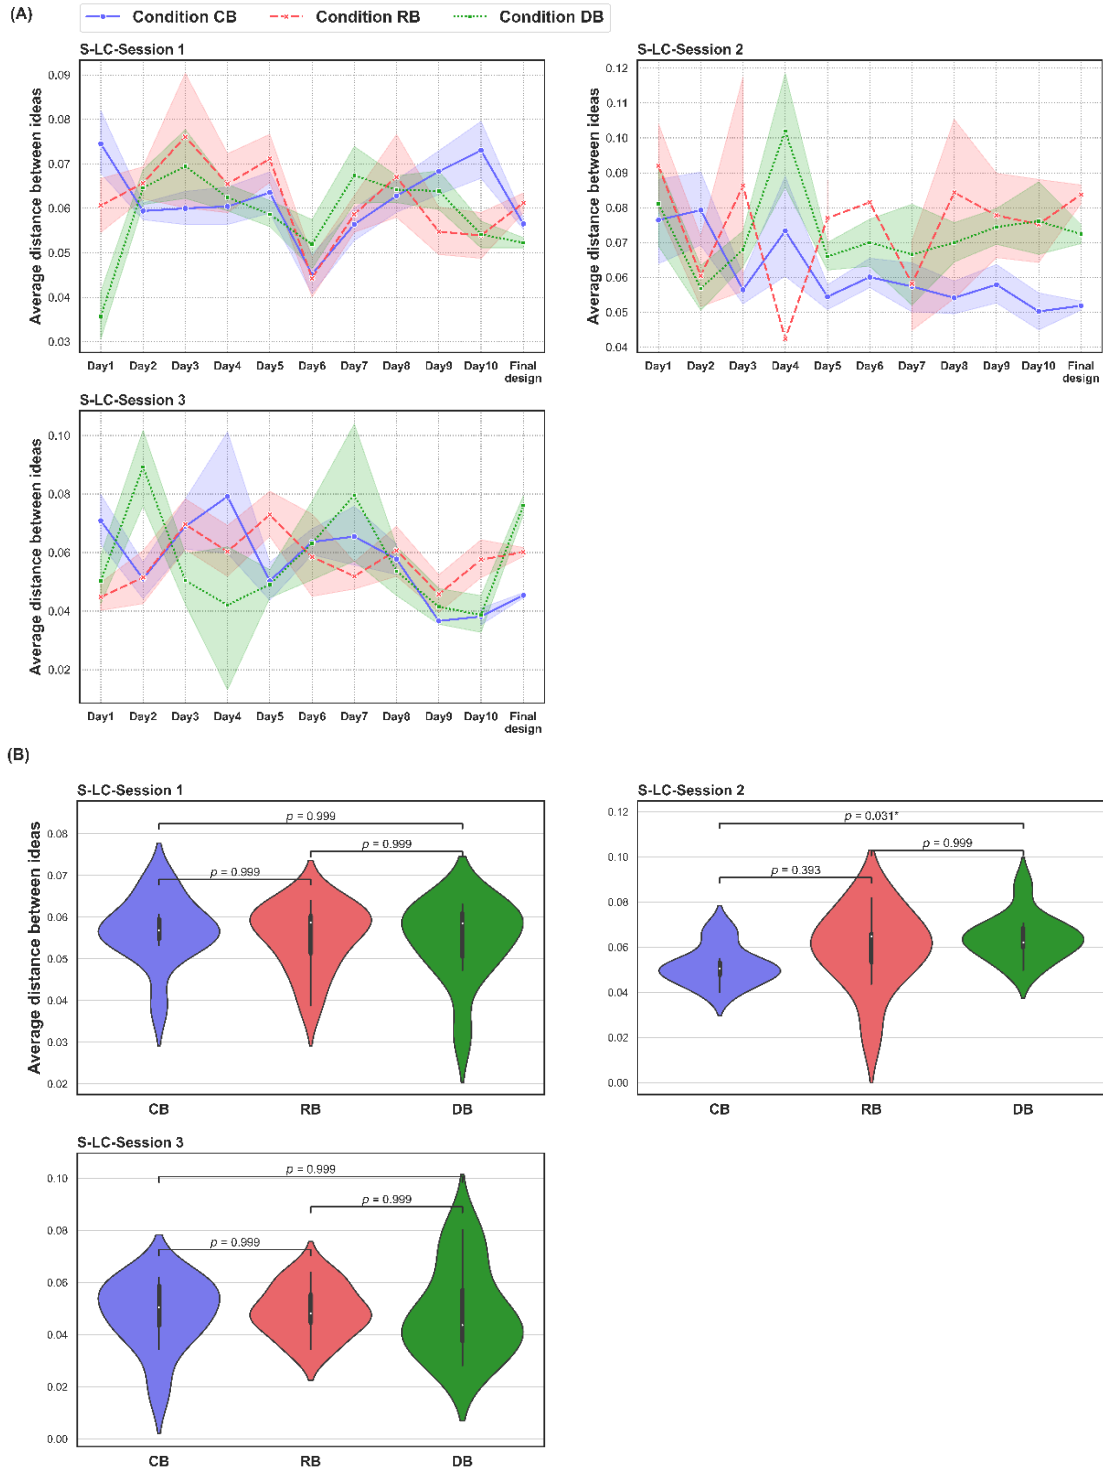 (A)
Condition CB Condition RB Condition DB
S-LC-Session 1
Average distance between ideas
0.09
0.08
0.07
0.06
0.05
0.04
0.03
Day1 Day2 Day3 Day4 Day5 Day6 Day7 Day8 Day9 Day10 Final design
S-LC-Session 2
Average distance between ideas
0.12
0.11
0.10
0.09
0.08
0.07
0.06
0.05
0.04
Day1 Day2 Day3 Day4 Day5 Day6 Day7 Day8 Day9 Day10 Final design
S-LC-Session 3
Average distance between ideas
0.10
0.08
0.06
0.04
0.02
Day1 Day2 Day3 Day4 Day5 Day6 Day7 Day8 Day9 Day10 Final design
(B)
S-LC-Session 1
Average distance between ideas
0.08
0.07
0.06
0.05
0.04
0.03
0.02
p = 0.999
p = 0.999
p = 0.999
CB RB DB
S-LC-Session 2
0.12
0.10
0.08
0.06
0.04
0.02
0.00
p = 0.031*
p = 0.999
p = 0.393
CB RB DB
S-LC-Session 3
0.10
0.08
0.06
0.04
0.02
0.00
p = 0.999
p = 0.999
p = 0.999
CB RB DB